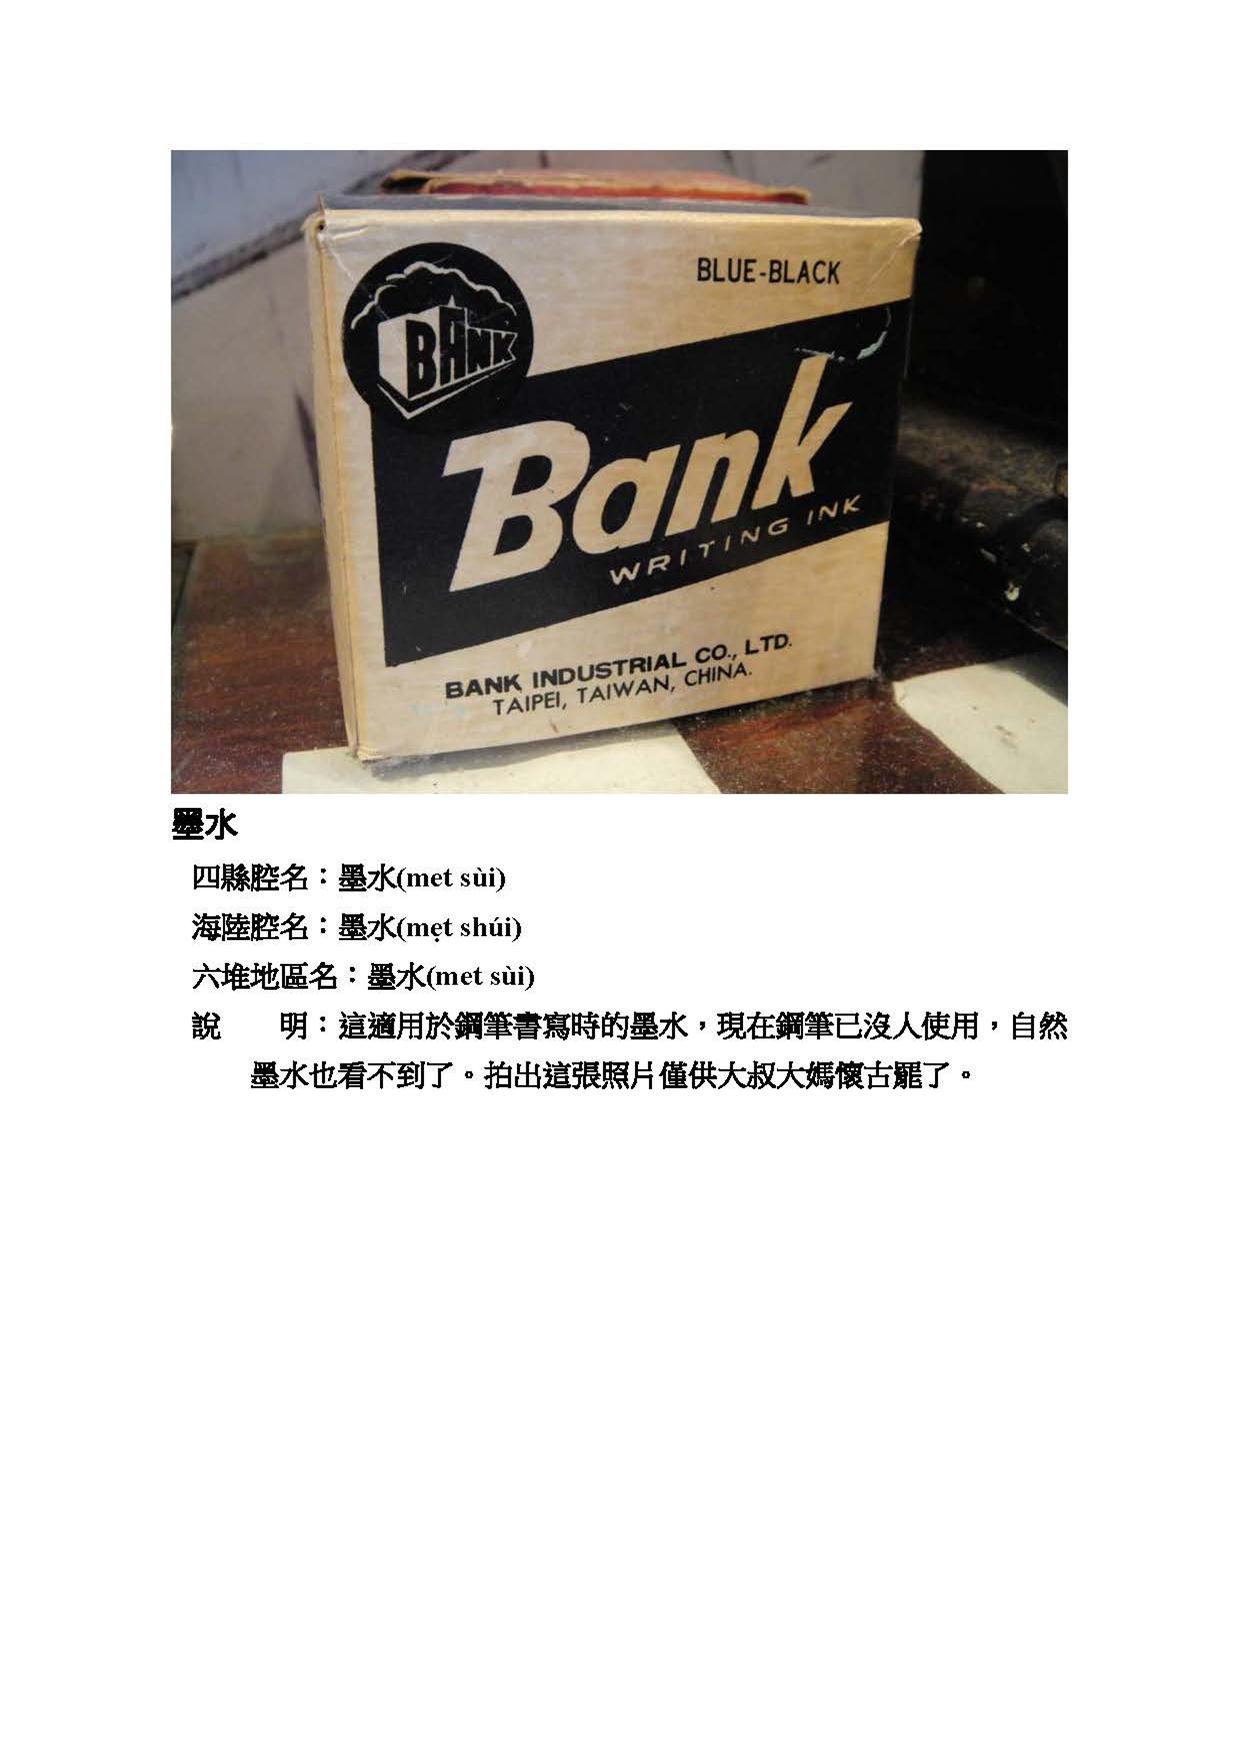 BLUE-BLACK
BANK
Bank
WRITING INK
BANK INDUSTRIAL CO., LTD.
TAIPEI, TAIWAN, CHINA.
墨水
四縣腔名：墨水(met sùi)
海陸腔名：墨水(mẹt shúi)
六堆地區名：墨水(met sùi)
說　　明：這適用於鋼筆書寫時的墨水，現在鋼筆已沒人使用，自然
墨水也看不到了。拍出這張照片僅供大叔大媽懷古罷了。